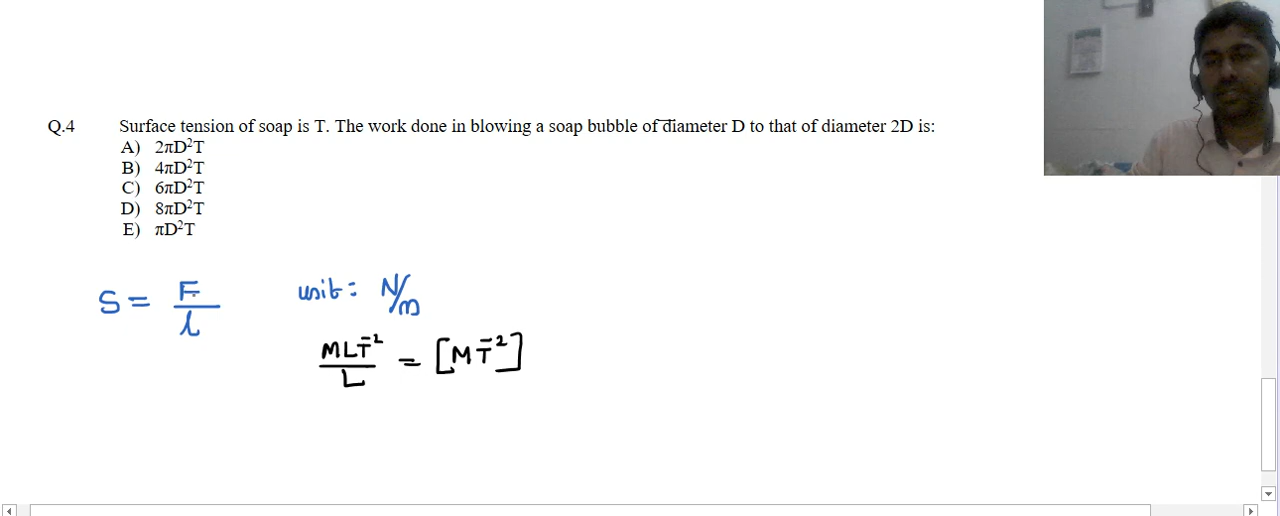 Q.4 Surface tension of soap is T. The work done in blowing a soap bubble of diameter D to that of diameter 2D is:
A) 2πD²T
B) 4πD²T
C) 6πD²T
D) 8πD²T
E) πD²T
S = F/l unit: N/m
MLT⁻²/L = [MT⁻²]